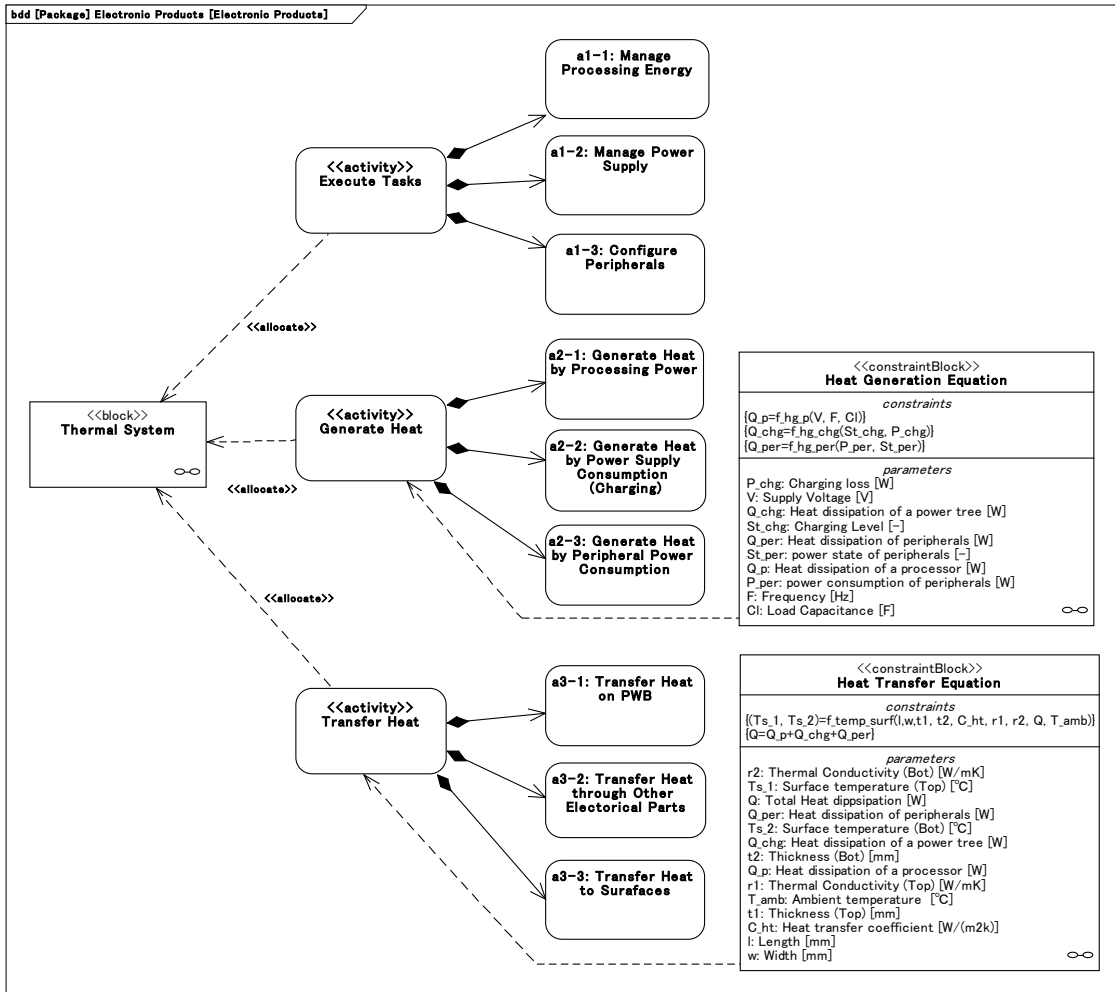 bdd [Package] Electronic Products [Electronic Products]
a1-1: Manage
Processing Energy
a1-2: Manage Power
Supply
<<activity>>
Execute Tasks
a1-3: Configure
Peripherals
<<allocate>>
a2-1: Generate Heat
by Processing Power
<<block>>
Thermal System
<<activity>>
Generate Heat
a2-2: Generate Heat
by Power Supply
Consumption
(Charging)
<<allocate>>
a2-3: Generate Heat
by Peripheral Power
Consumption
<<allocate>>
<<constraintBlock>>
Heat Generation Equation
constraints
{Q_p=f_hg_p(V, F, Cl)}
{Q_chg=f_hg_chg(St_chg, P_chg)}
{Q_per=f_hg_per(P_per, St_per)}
parameters
P_chg: Charging loss [W]
V: Supply Voltage [V]
Q_chg: Heat dissipation of a power tree [W]
St_chg: Charging Level [-]
Q_per: Heat dissipation of peripherals [W]
St_per: power state of peripherals [-]
Q_p: Heat dissipation of a processor [W]
P_per: power consumption of peripherals [W]
F: Frequency [Hz]
Cl: Load Capacitance [F]
<<activity>>
Transfer Heat
a3-1: Transfer Heat
on PWB
a3-2: Transfer Heat
through Other
Electorical Parts
a3-3: Transfer Heat
to Surafaces
<<constraintBlock>>
Heat Transfer Equation
constraints
{(Ts_1, Ts_2)=f_temp_surf(l,w,t1, t2, C_ht, r1, r2, Q, T_amb)}
{Q=Q_p+Q_chg+Q_per}
parameters
r2: Thermal Conductivity (Bot) [W/mK]
Ts_1: Surface temperature (Top) [℃]
Q: Total Heat dippsipation [W]
Q_per: Heat dissipation of peripherals [W]
Ts_2: Surface temperature (Bot) [℃]
Q_chg: Heat dissipation of a power tree [W]
t2: Thickness (Bot) [mm]
Q_p: Heat dissipation of a processor [W]
r1: Thermal Conductivity (Top) [W/mK]
T_amb: Ambient temperature [℃]
t1: Thickness (Top) [mm]
C_ht: Heat transfer coefficient [W/(m2k)]
l: Length [mm]
w: Width [mm]